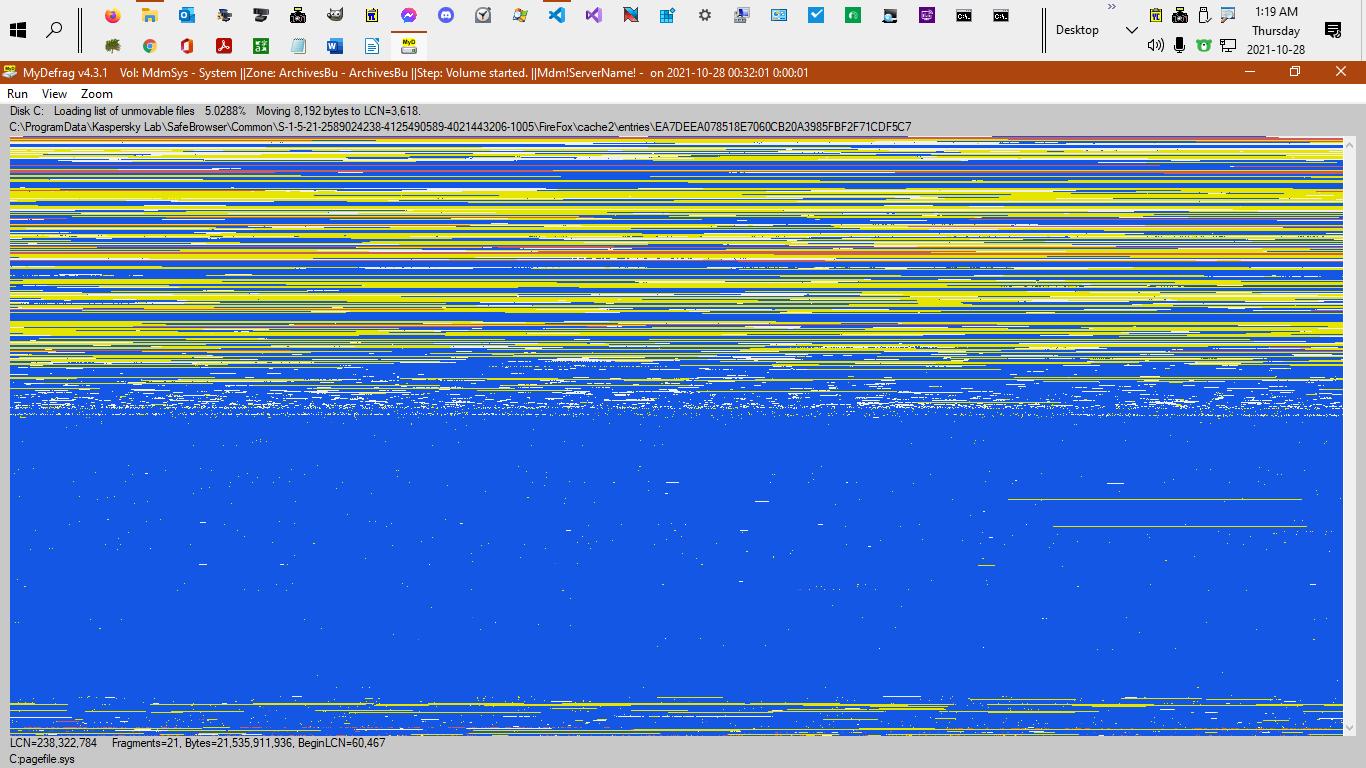 1:19 AM
Desktop
Thursday
2021-10-28
MyDefrag v4.3.1    Vol: MdmSys - System ||Zone: ArchivesBu - ArchivesBu ||Step: Volume started. ||Mdm!ServerName! -  on 2021-10-28 00:32:01 0:00:01
Run View Zoom
Disk C:   Loading list of unmovable files   5.0288%   Moving 8,192 bytes to LCN=3,618.
C:\ProgramData\Kaspersky Lab\SafeBrowser\Common\S-1-5-21-2589024238-4125490589-4021443206-1005\FireFox\cache2\entries\EA7DEEA078518E7060CB20A3985FBF2F71CDF5C7
LCN=238,322,784    Fragments=21, Bytes=21,535,911,936, BeginLCN=60,467
C:pagefile.sys